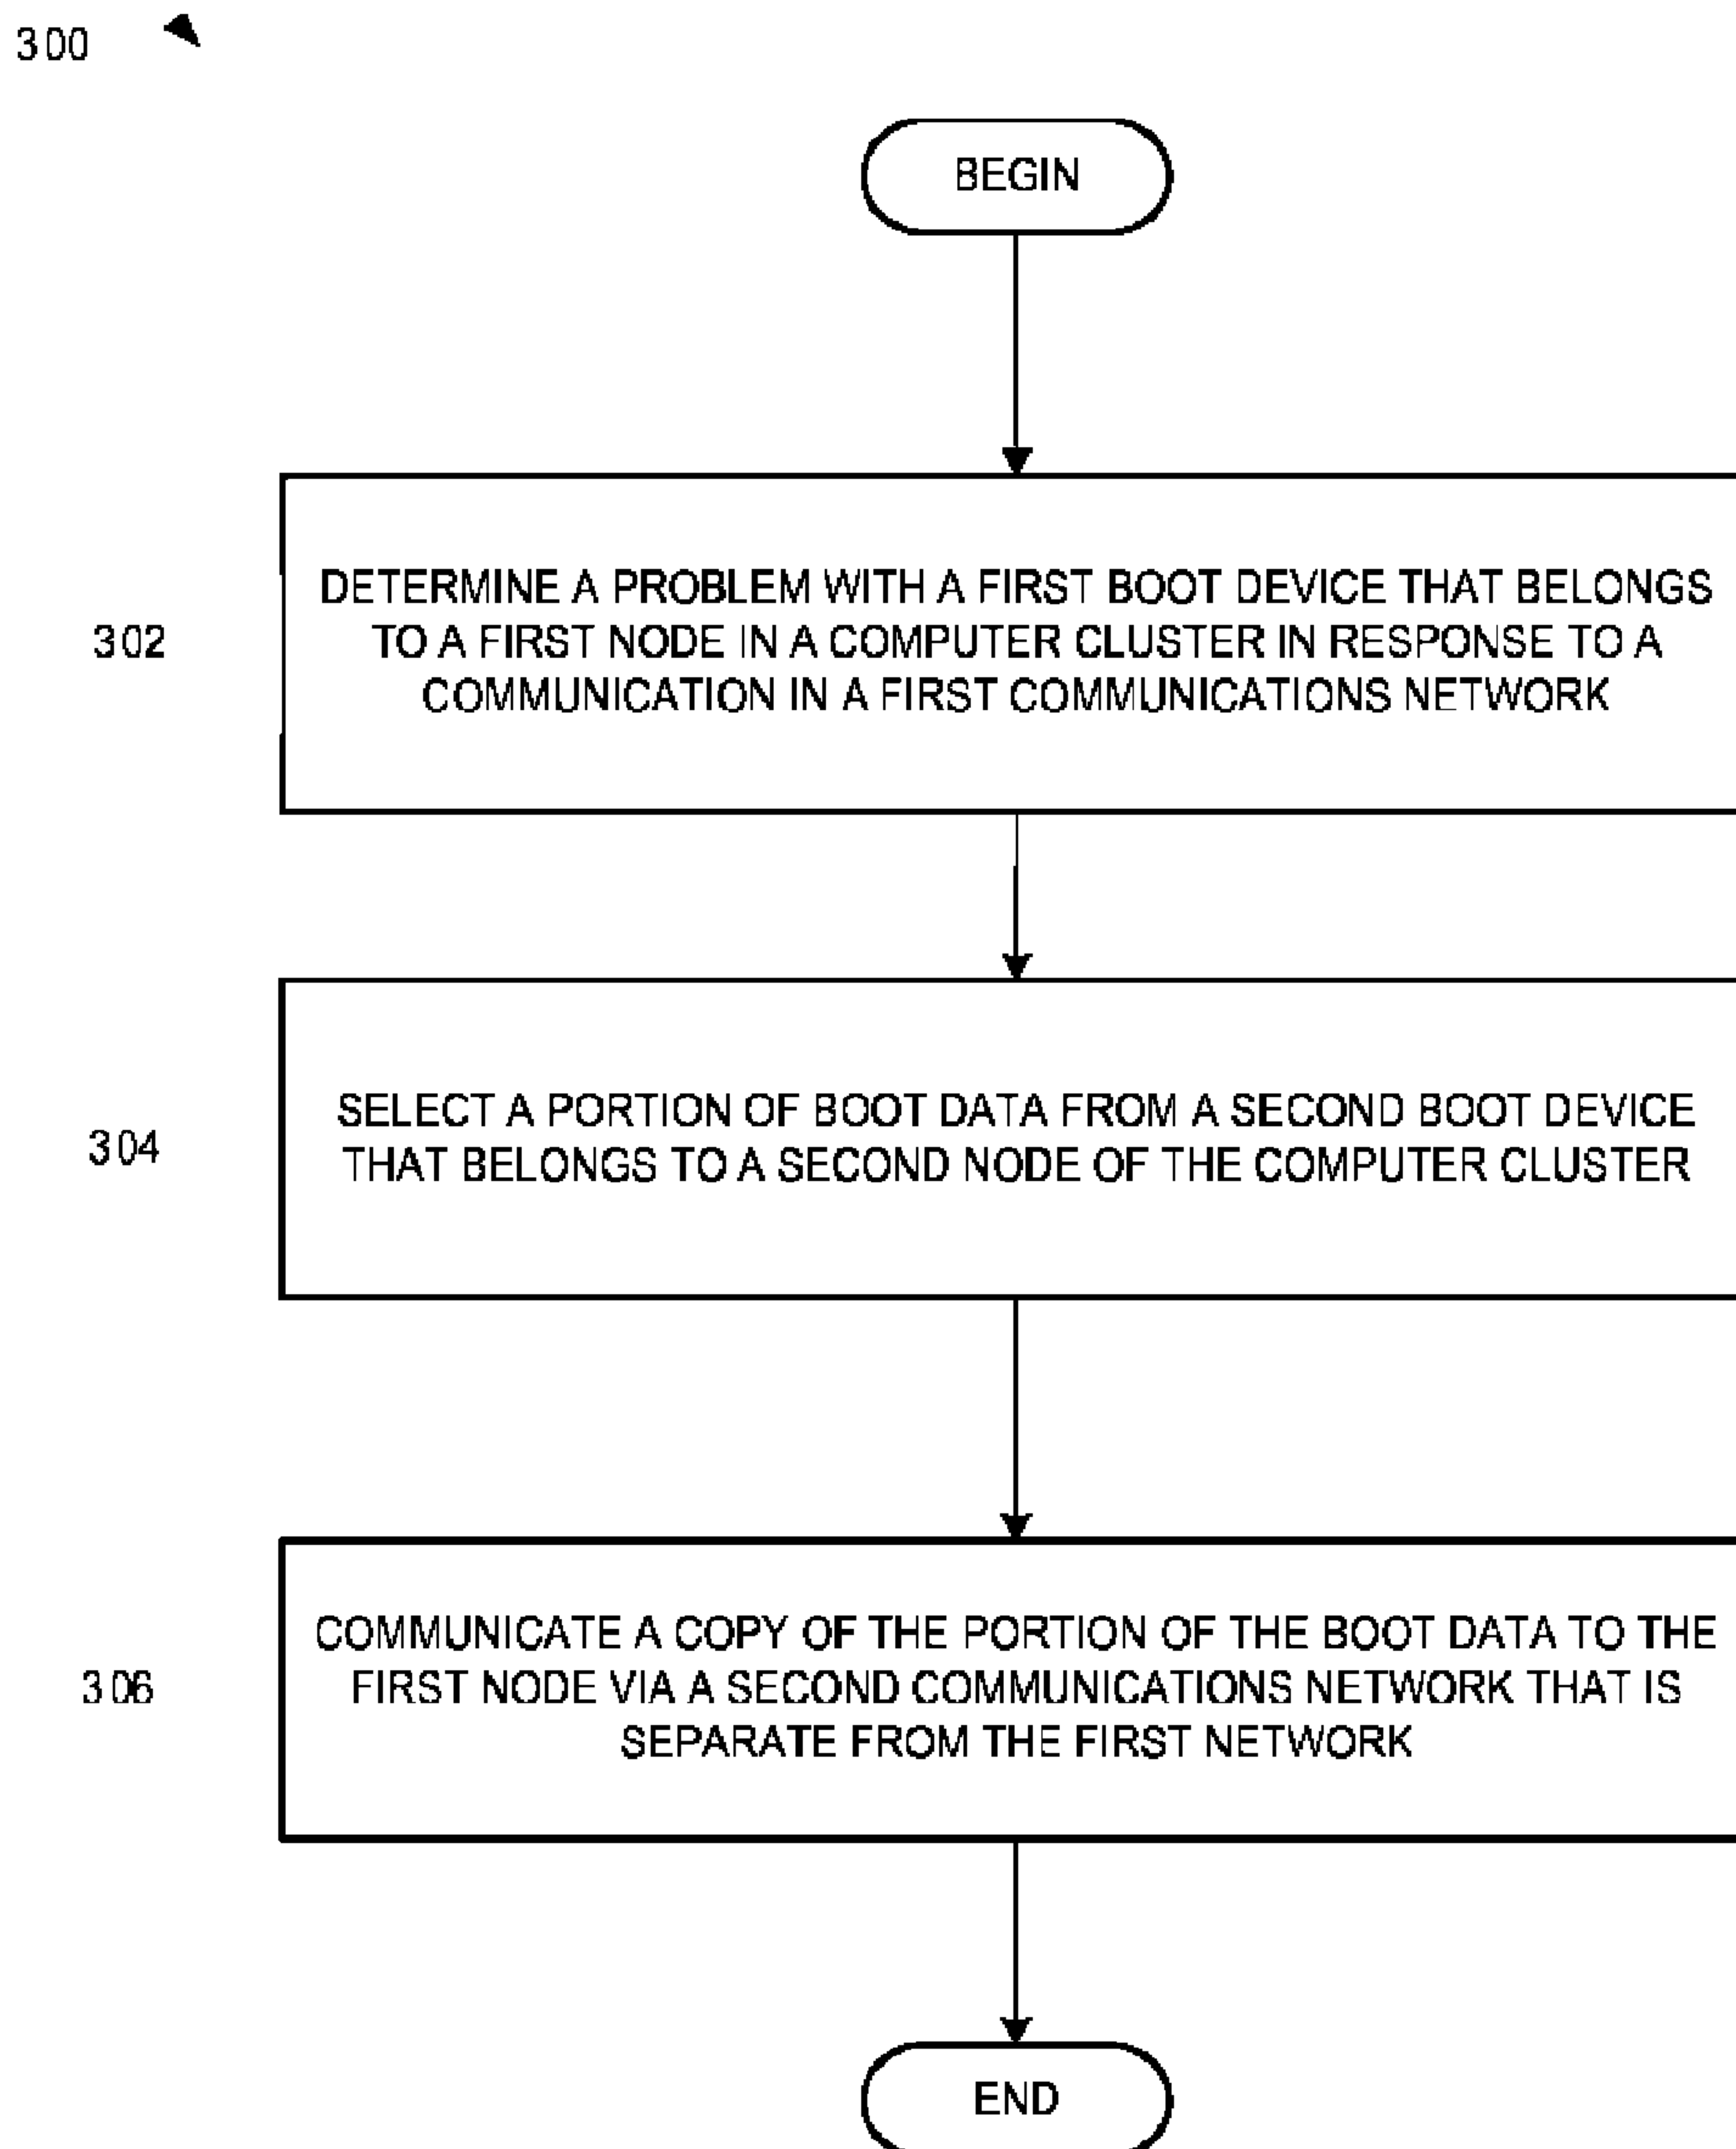 300
BEGIN
302
DETERMINE A PROBLEM WITH A FIRST BOOT DEVICE THAT BELONGS
TO A FIRST NODE IN A COMPUTER CLUSTER IN RESPONSE TO A
COMMUNICATION IN A FIRST COMMUNICATIONS NETWORK
304
SELECT A PORTION OF BOOT DATA FROM A SECOND BOOT DEVICE
THAT BELONGS TO A SECOND NODE OF THE COMPUTER CLUSTER
306
COMMUNICATE A COPY OF THE PORTION OF THE BOOT DATA TO THE
FIRST NODE VIA A SECOND COMMUNICATIONS NETWORK THAT IS
SEPARATE FROM THE FIRST NETWORK
END